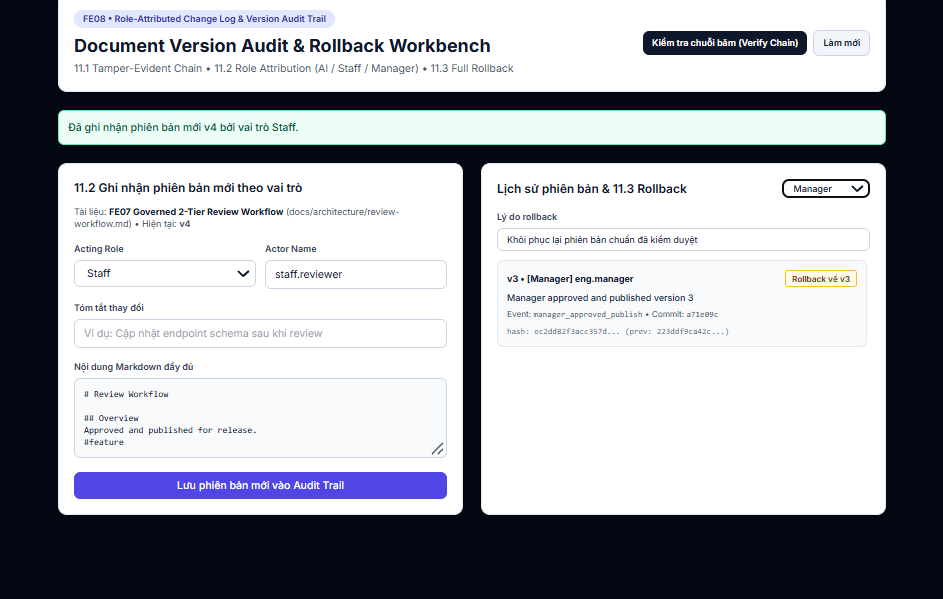 FE08 • Role-Attributed Change Log & Version Audit Trail
Document Version Audit & Rollback Workbench
11.1 Tamper-Evident Chain • 11.2 Role Attribution (AI / Staff / Manager) • 11.3 Full Rollback
Kiểm tra chuỗi băm (Verify Chain)
Làm mới
Đã ghi nhận phiên bản mới v4 bởi vai trò Staff.
11.2 Ghi nhận phiên bản mới theo vai trò
Tài liệu: FE07 Governed 2-Tier Review Workflow (docs/architecture/review-
workflow.md) • Hiện tại: v4
Acting Role
Actor Name
Staff
staff.reviewer
Tóm tắt thay đổi
Ví dụ: Cập nhật endpoint schema sau khi review
Nội dung Markdown đầy đủ
# Review Workflow
## Overview
Approved and published for release.
#feature
Lưu phiên bản mới vào Audit Trail
Lịch sử phiên bản & 11.3 Rollback
Manager
Lý do rollback
Khôi phục lại phiên bản chuẩn đã kiểm duyệt
v3 • [Manager] eng.manager
Rollback về v3
Manager approved and published version 3
Event: manager_approved_publish • Commit: a71e09c
hash: ec2dd82f3acc357d... (prev: 223ddf9ca42c...)